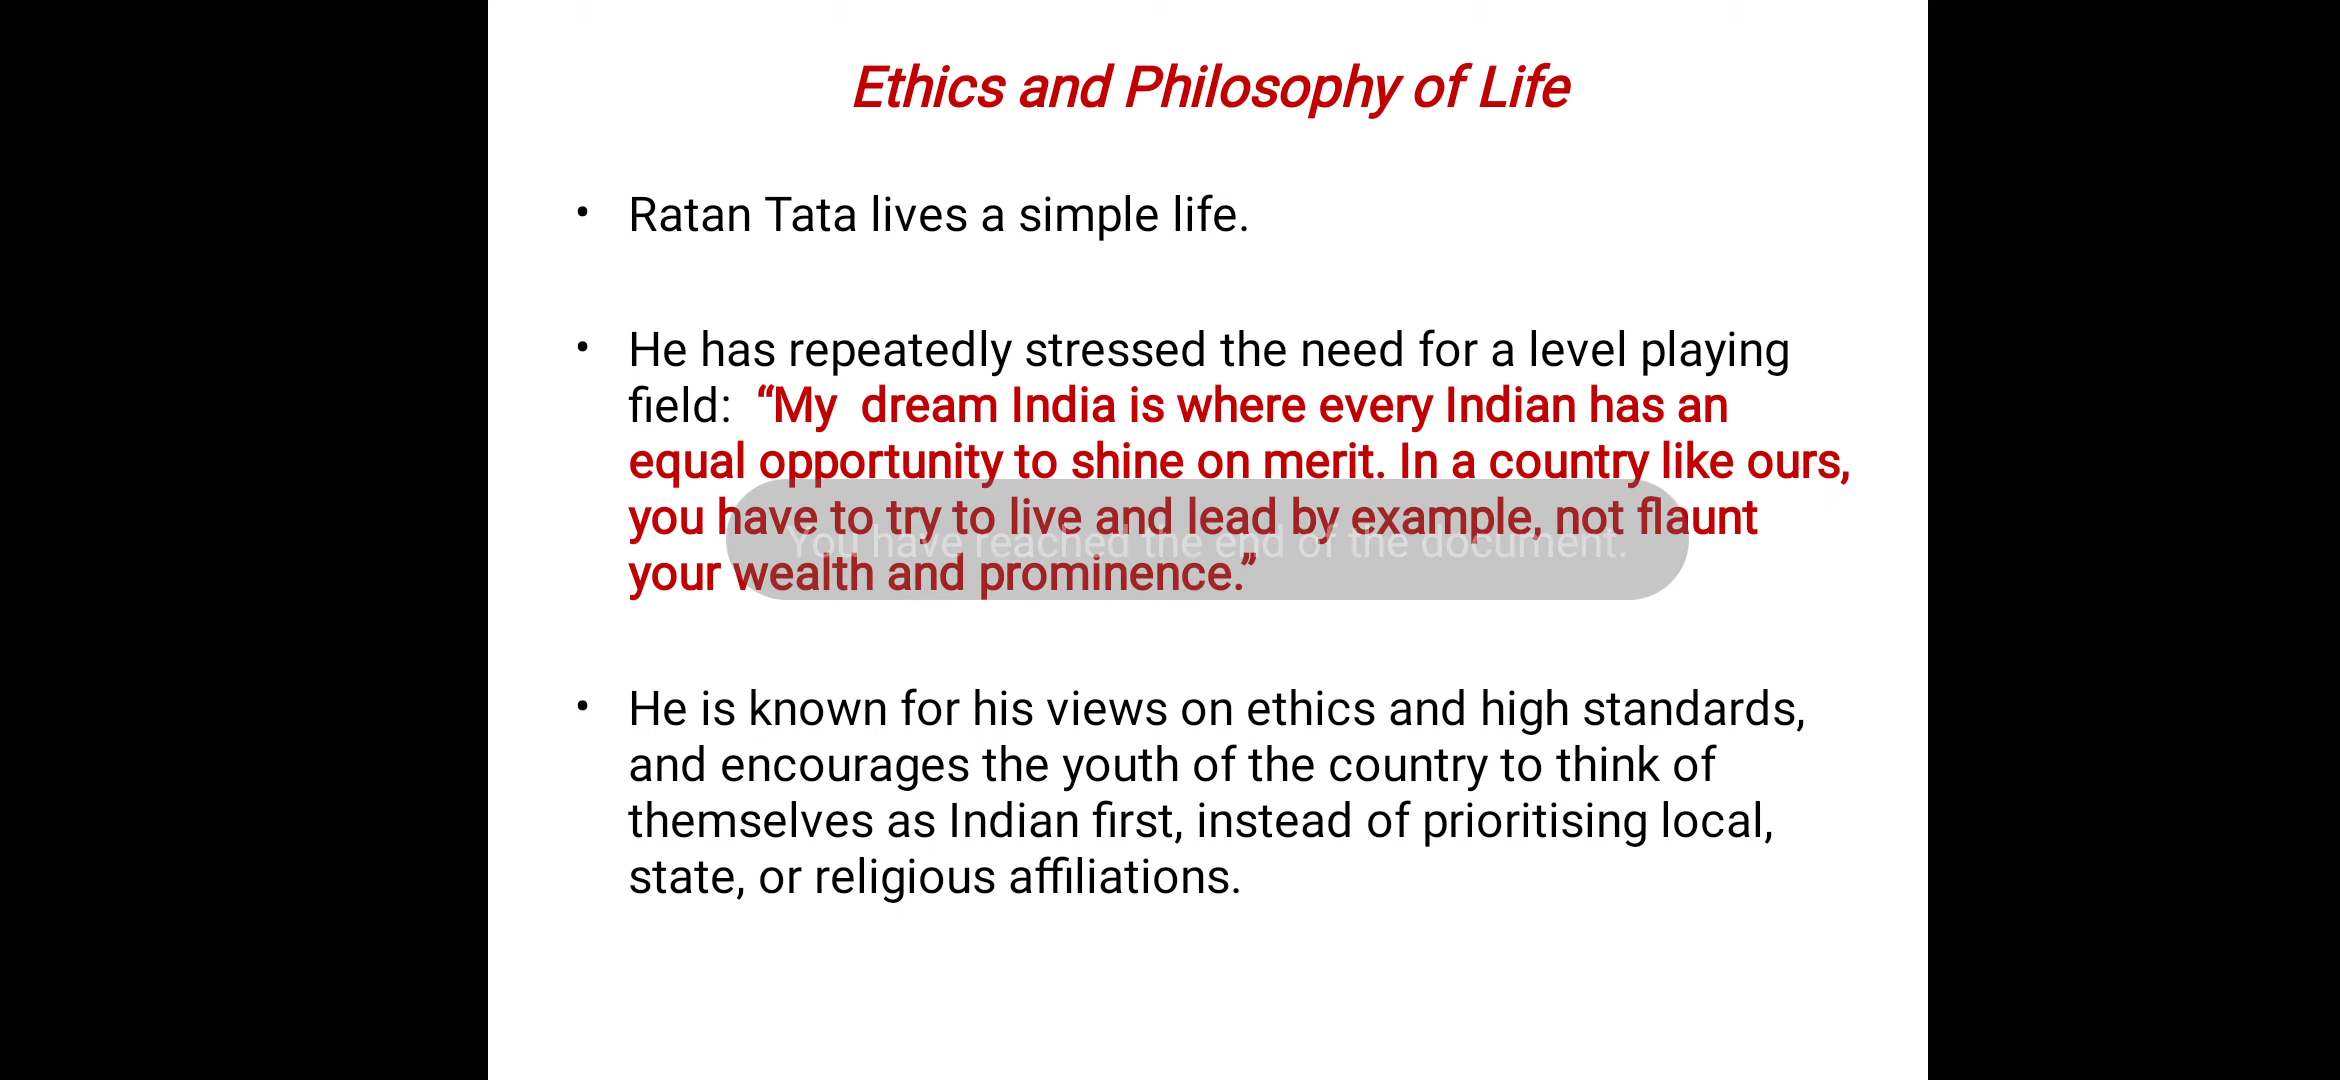 Ethics and Philosophy of Life
• Ratan Tata lives a simple life.
• He has repeatedly stressed the need for a level playing
field:  “My  dream India is where every Indian has an
equal opportunity to shine on merit. In a country like ours,
you have to try to live and lead by example, not flaunt
You have reached the end of the document.
your wealth and prominence.”
• He is known for his views on ethics and high standards,
and encourages the youth of the country to think of
themselves as Indian first, instead of prioritising local,
state, or religious affiliations.